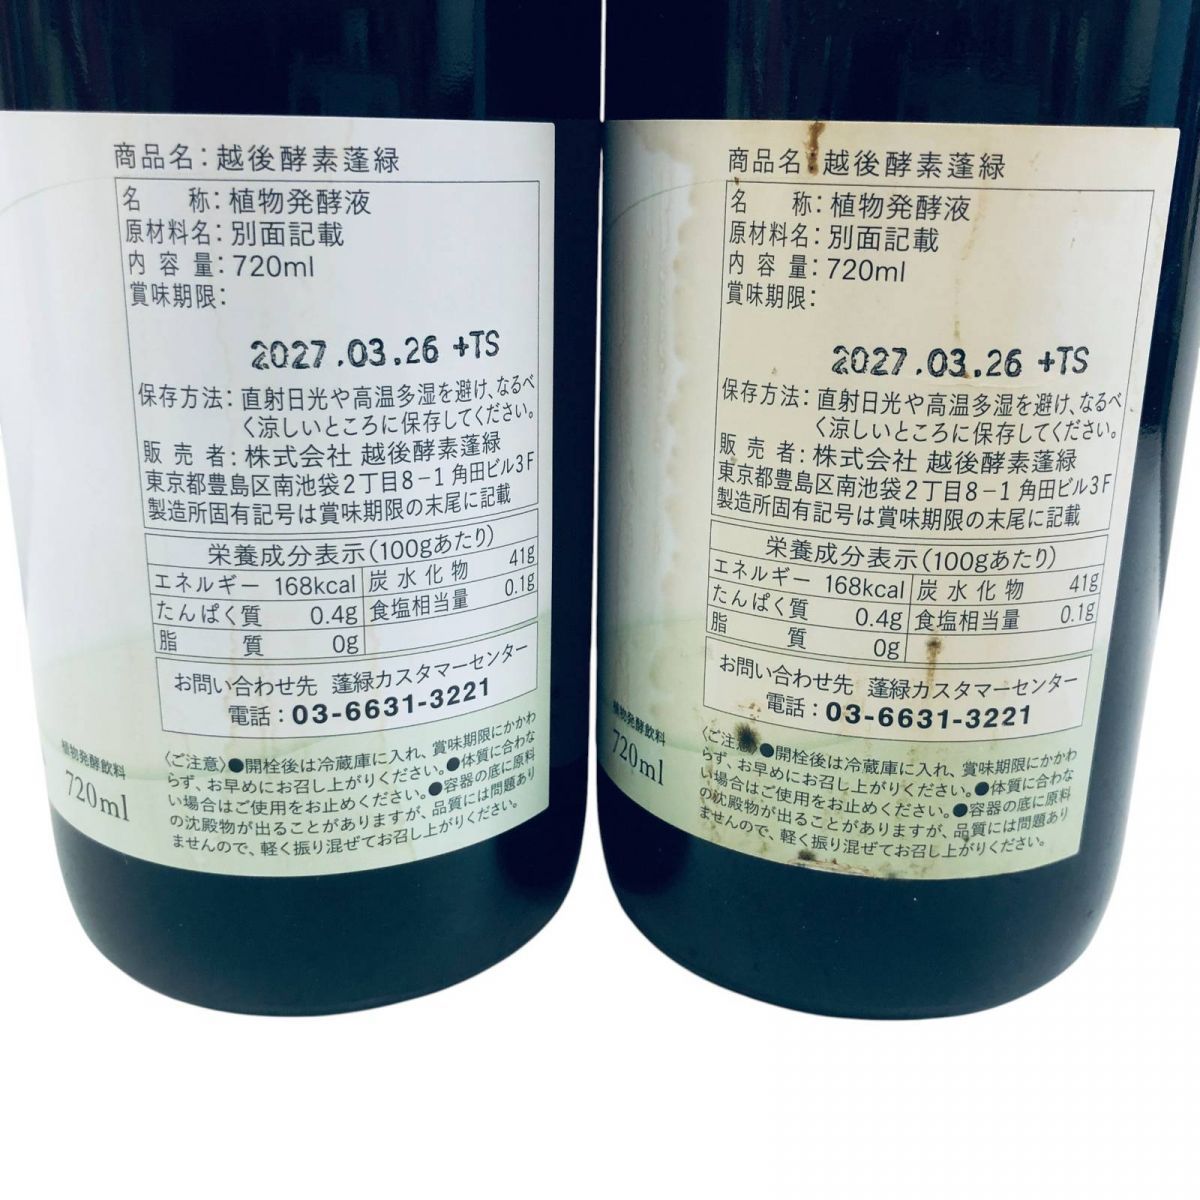 商品名：越後酵素蓬緑
名　　称：植物発酵液
原材料名：別面記載
内容量：720ml
賞味期限：
2027.03.26 +TS
保存方法：直射日光や高温多湿を避け、なるべ
く涼しいところに保存してください。
販売者：株式会社 越後酵素蓬緑
東京都豊島区南池袋2丁目8-1 角田ビル3F
製造所固有記号は賞味期限の末尾に記載
栄養成分表示(100gあたり)
エネルギー 168kcal 炭水化物 41g
たんぱく質 0.4g 食塩相当量 0.1g
脂　　質 0g
お問い合わせ先 蓬緑カスタマーセンター
電話：03-6631-3221
〈ご注意〉●開栓後は冷蔵庫に入れ、賞味期限にかかわ
らず、お早めにお召し上がりください。●体質に合わな
い場合はご使用をお止めください。●容器の底に原料
の沈殿物が出ることがありますが、品質には問題あり
ませんので、軽く振り混ぜてお召し上がりください。
植物発酵飲料
720ml
商品名：越後酵素蓬緑
名　　称：植物発酵液
原材料名：別面記載
内容量：720ml
賞味期限：
2027.03.26 +TS
保存方法：直射日光や高温多湿を避け、なるべ
く涼しいところに保存してください。
販売者：株式会社 越後酵素蓬緑
東京都豊島区南池袋2丁目8-1 角田ビル3F
製造所固有記号は賞味期限の末尾に記載
栄養成分表示(100gあたり)
エネルギー 168kcal 炭水化物 41g
たんぱく質 0.4g 食塩相当量 0.1g
脂　　質 0g
お問い合わせ先 蓬緑カスタマーセンター
電話：03-6631-3221
〈ご注意〉●開栓後は冷蔵庫に入れ、賞味期限にかかわ
らず、お早めにお召し上がりください。●体質に合わな
い場合はご使用をお止めください。●容器の底に原料
の沈殿物が出ることがありますが、品質には問題あり
ませんので、軽く振り混ぜてお召し上がりください。
植物発酵飲料
720ml